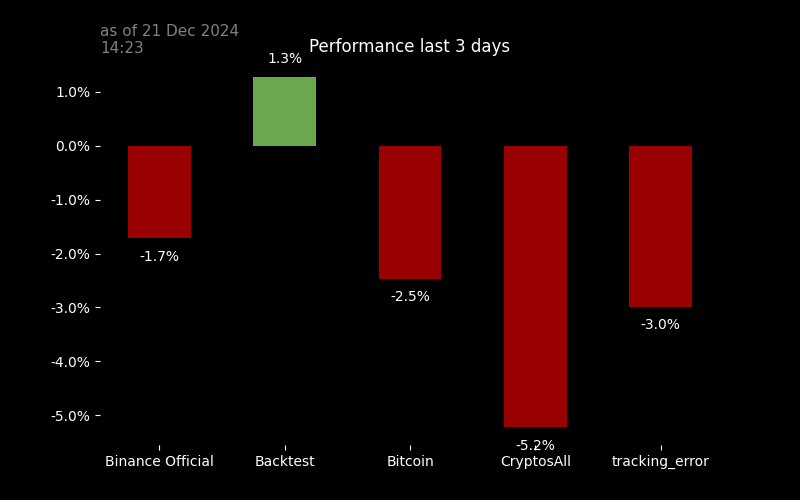 as of 21 Dec 2024
14:23
Performance last 3 days
1.3%
1.0%
0.0%
-1.0%
-1.7%
-2.0%
-2.5%
-3.0%
-3.0%
-4.0%
-5.0%
-5.2%
Binance Official
Backtest
Bitcoin
CryptosAll
tracking_error